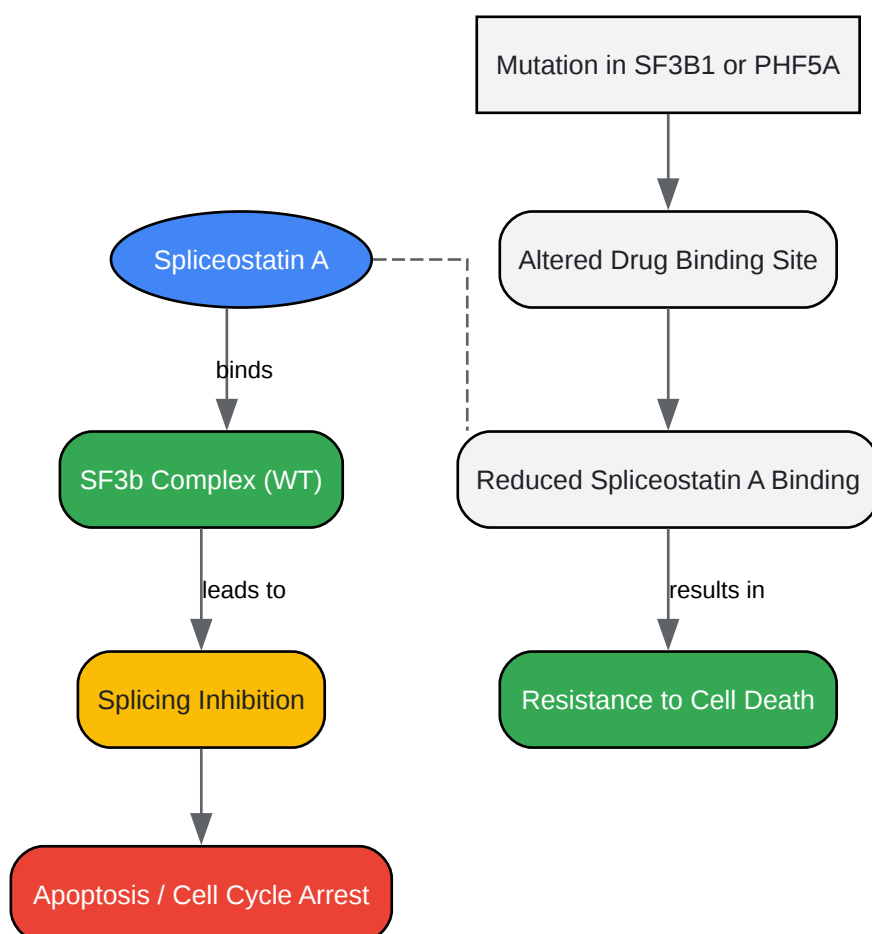 Mutation in SF3B1 or PHF5A
Spliceostatin A
Altered Drug Binding Site
binds
SF3b Complex (WT)
Reduced Spliceostatin A Binding
leads to
results in
Splicing Inhibition
Resistance to Cell Death
Apoptosis / Cell Cycle Arrest